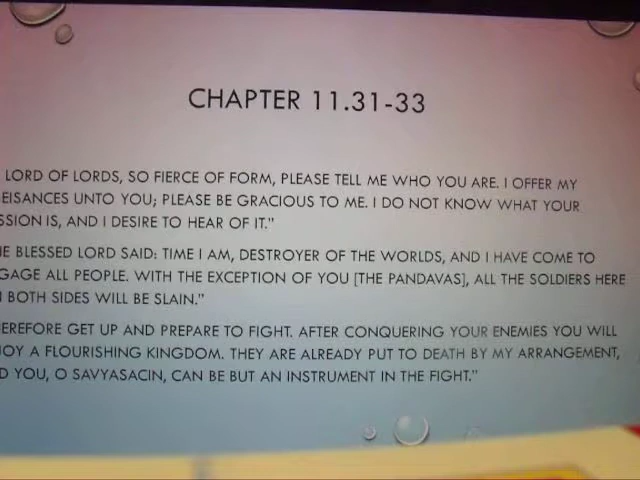 CHAPTER 11.31-33
LORD OF LORDS, SO FIERCE OF FORM, PLEASE TELL ME WHO YOU ARE. I OFFER MY
EISANCES UNTO YOU; PLEASE BE GRACIOUS TO ME. I DO NOT KNOW WHAT YOUR
SSION IS, AND I DESIRE TO HEAR OF IT."
E BLESSED LORD SAID: TIME I AM, DESTROYER OF THE WORLDS, AND I HAVE COME TO
GAGE ALL PEOPLE. WITH THE EXCEPTION OF YOU [THE PANDAVAS], ALL THE SOLDIERS HERE
BOTH SIDES WILL BE SLAIN."
EREFORE GET UP AND PREPARE TO FIGHT. AFTER CONQUERING YOUR ENEMIES YOU WILL
JOY A FLOURISHING KINGDOM. THEY ARE ALREADY PUT TO DEATH BY MY ARRANGEMENT,
D YOU, O SAVYASACIN, CAN BE BUT AN INSTRUMENT IN THE FIGHT."